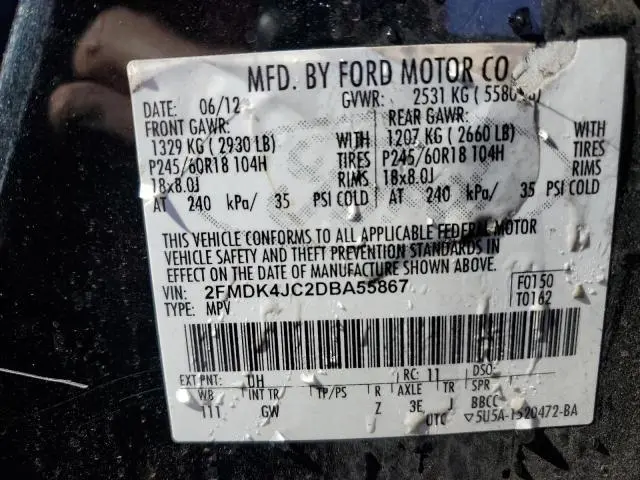 MFD. BY FORD MOTOR CO
DATE: 06/12 GVWR: 2531 KG ( 5580
FRONT GAWR: REAR GAWR:
1329 KG ( 2930 LB) 1207 KG ( 2660 LB) WITH
P245/60R18 104H TIRES P245/60R18 104H TIRES
18x8.0J RIMS 18x8.0J RIMS
AT 240 kPa/ 35 PSI COLD AT 240 kPa/ 35 PSI COLD
THIS VEHICLE CONFORMS TO ALL APPLICABLE FEDERAL MOTOR
VEHICLE SAFETY AND THEFT PREVENTION STANDARDS IN
EFFECT ON THE DATE OF MANUFACTURE SHOWN ABOVE.
VIN: 2FMDK4JC2DBA55867 F0150
TYPE: MPV T0162
EXT PNT: UH RC: 11 DSO:
WB INT TR TP/PS R AXLE TR SPR
111 GW Z 3E J BBCC
UTC ▽5U5A-1520472-BA